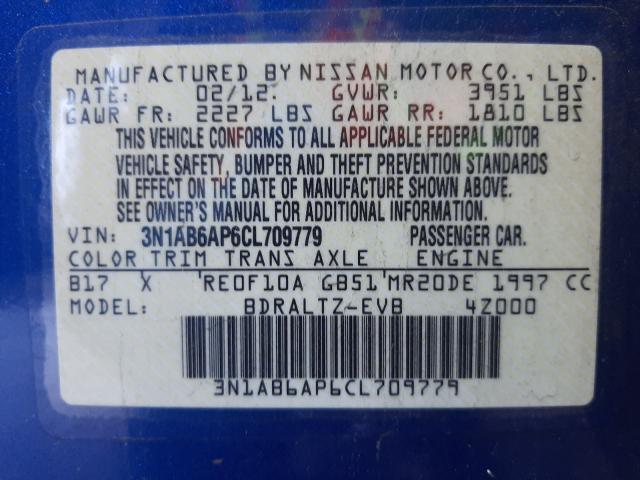 MANUFACTURED BY NISSAN MOTOR CO., LTD.
DATE: 02/12. GVWR: 3951 LBS
GAWR FR: 2227 LBS GAWR RR: 1810 LBS
THIS VEHICLE CONFORMS TO ALL APPLICABLE FEDERAL MOTOR
VEHICLE SAFETY, BUMPER AND THEFT PREVENTION STANDARDS
IN EFFECT ON THE DATE OF MANUFACTURE SHOWN ABOVE.
SEE OWNER'S MANUAL FOR ADDITIONAL INFORMATION.
VIN: 3N1AB6AP6CL709779 PASSENGER CAR.
COLOR TRIM TRANS AXLE ENGINE
B17 X RE0F10A GB51 MR20DE 1997 CC
MODEL: BDRALTZ-EVB 4Z000
3N1AB6AP6CL709779